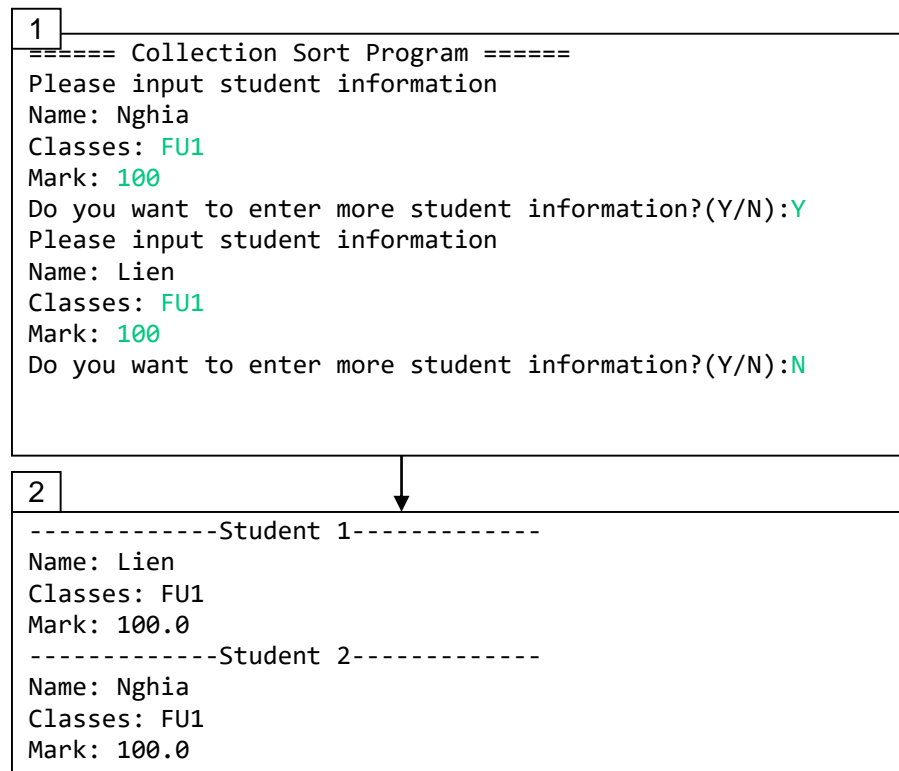 1
====== Collection Sort Program ======
Please input student information
Name: Nghia
Classes: FU1
Mark: 100
Do you want to enter more student information?(Y/N):Y
Please input student information
Name: Lien
Classes: FU1
Mark: 100
Do you want to enter more student information?(Y/N):N
2
-------------Student 1-------------
Name: Lien
Classes: FU1
Mark: 100.0
-------------Student 2-------------
Name: Nghia
Classes: FU1
Mark: 100.0